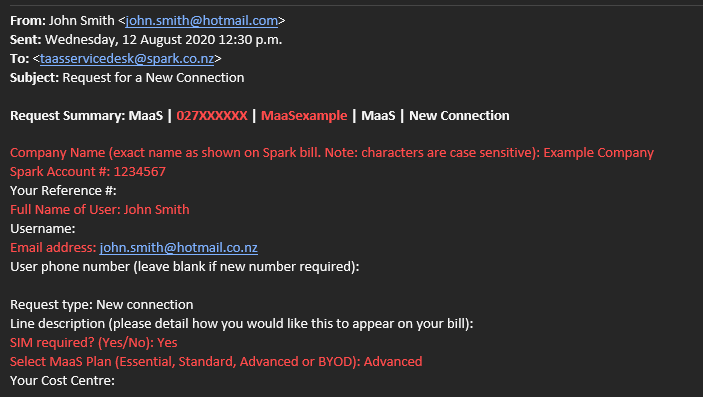 From: John Smith <john.smith@hotmail.com>
Sent: Wednesday, 12 August 2020 12:30 p.m.
To: <taasservicedesk@spark.co.nz>
Subject: Request for a New Connection
Request Summary: MaaS | 027XXXXXX | MaaSexample | MaaS | New Connection
Company Name (exact name as shown on Spark bill. Note: characters are case sensitive): Example Company
Spark Account #: 1234567
Your Reference #:
Full Name of User: John Smith
Username:
Email address: john.smith@hotmail.co.nz
User phone number (leave blank if new number required):
Request type: New connection
Line description (please detail how you would like this to appear on your bill):
SIM required? (Yes/No): Yes
Select MaaS Plan (Essential, Standard, Advanced or BYOD): Advanced
Your Cost Centre: